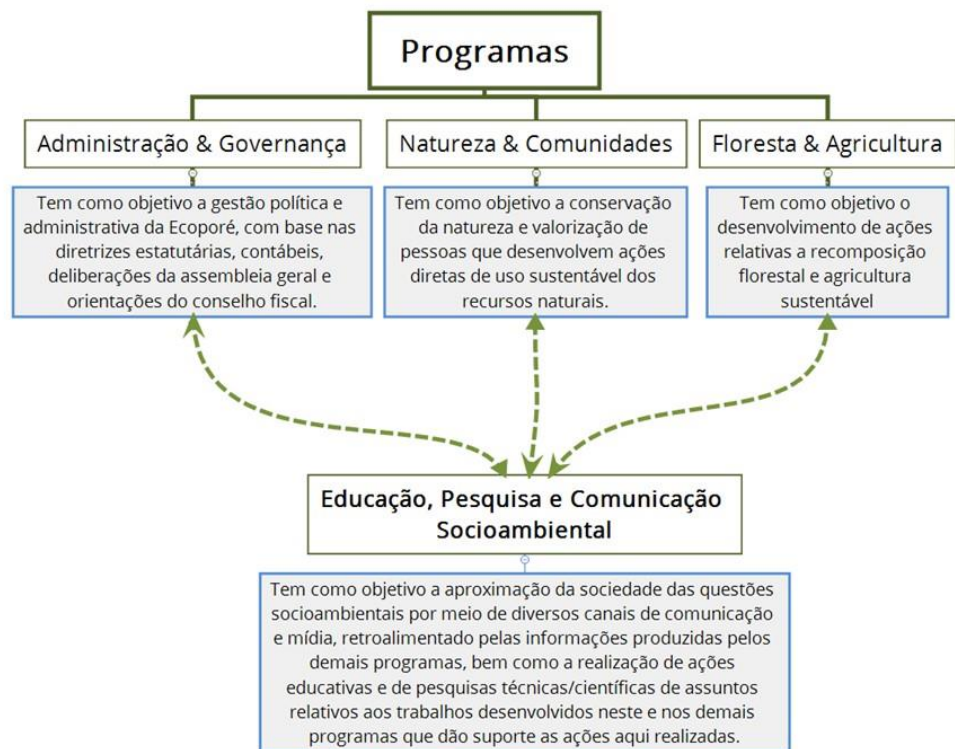 Programas
Administração & Governança
Tem como objetivo a gestão política e
administrativa da Ecoporé, com base nas
diretrizes estatutárias, contábeis,
deliberações da assembleia geral e
orientações do conselho fiscal.
Natureza & Comunidades
Tem como objetivo a conservação
da natureza e valorização de
pessoas que desenvolvem ações
diretas de uso sustentável dos
recursos naturais.
Floresta & Agricultura
Tem como objetivo o
desenvolvimento de ações
relativas a recomposição
florestal e agricultura
sustentável
Educação, Pesquisa e Comunicação
Socioambiental
Tem como objetivo a aproximação da sociedade das questões
socioambientais por meio de diversos canais de comunicação
e mídia, retroalimentado pelas informações produzidas pelos
demais programas, bem como a realização de ações
educativas e de pesquisas técnicas/científicas de assuntos
relativos aos trabalhos desenvolvidos neste e nos demais
programas que dão suporte as ações aqui realizadas.